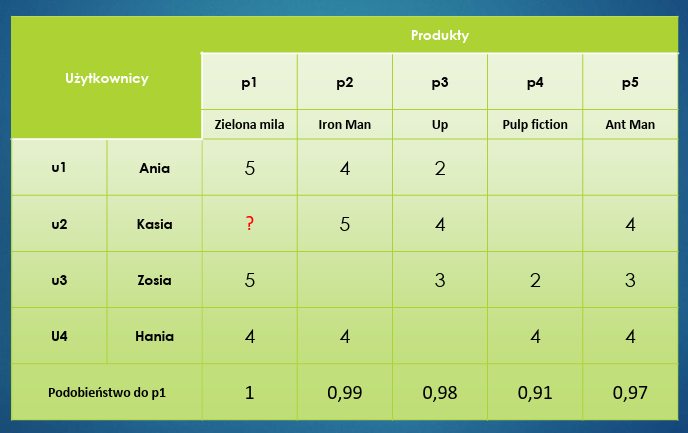 Produkty
Użytkownicy
p1 p2 p3 p4 p5
Zielona mila Iron Man Up Pulp fiction Ant Man
u1 Ania 5 4 2
u2 Kasia ? 5 4 4
u3 Zosia 5 3 2 3
U4 Hania 4 4 4 4
Podobieństwo do p1 1 0,99 0,98 0,91 0,97